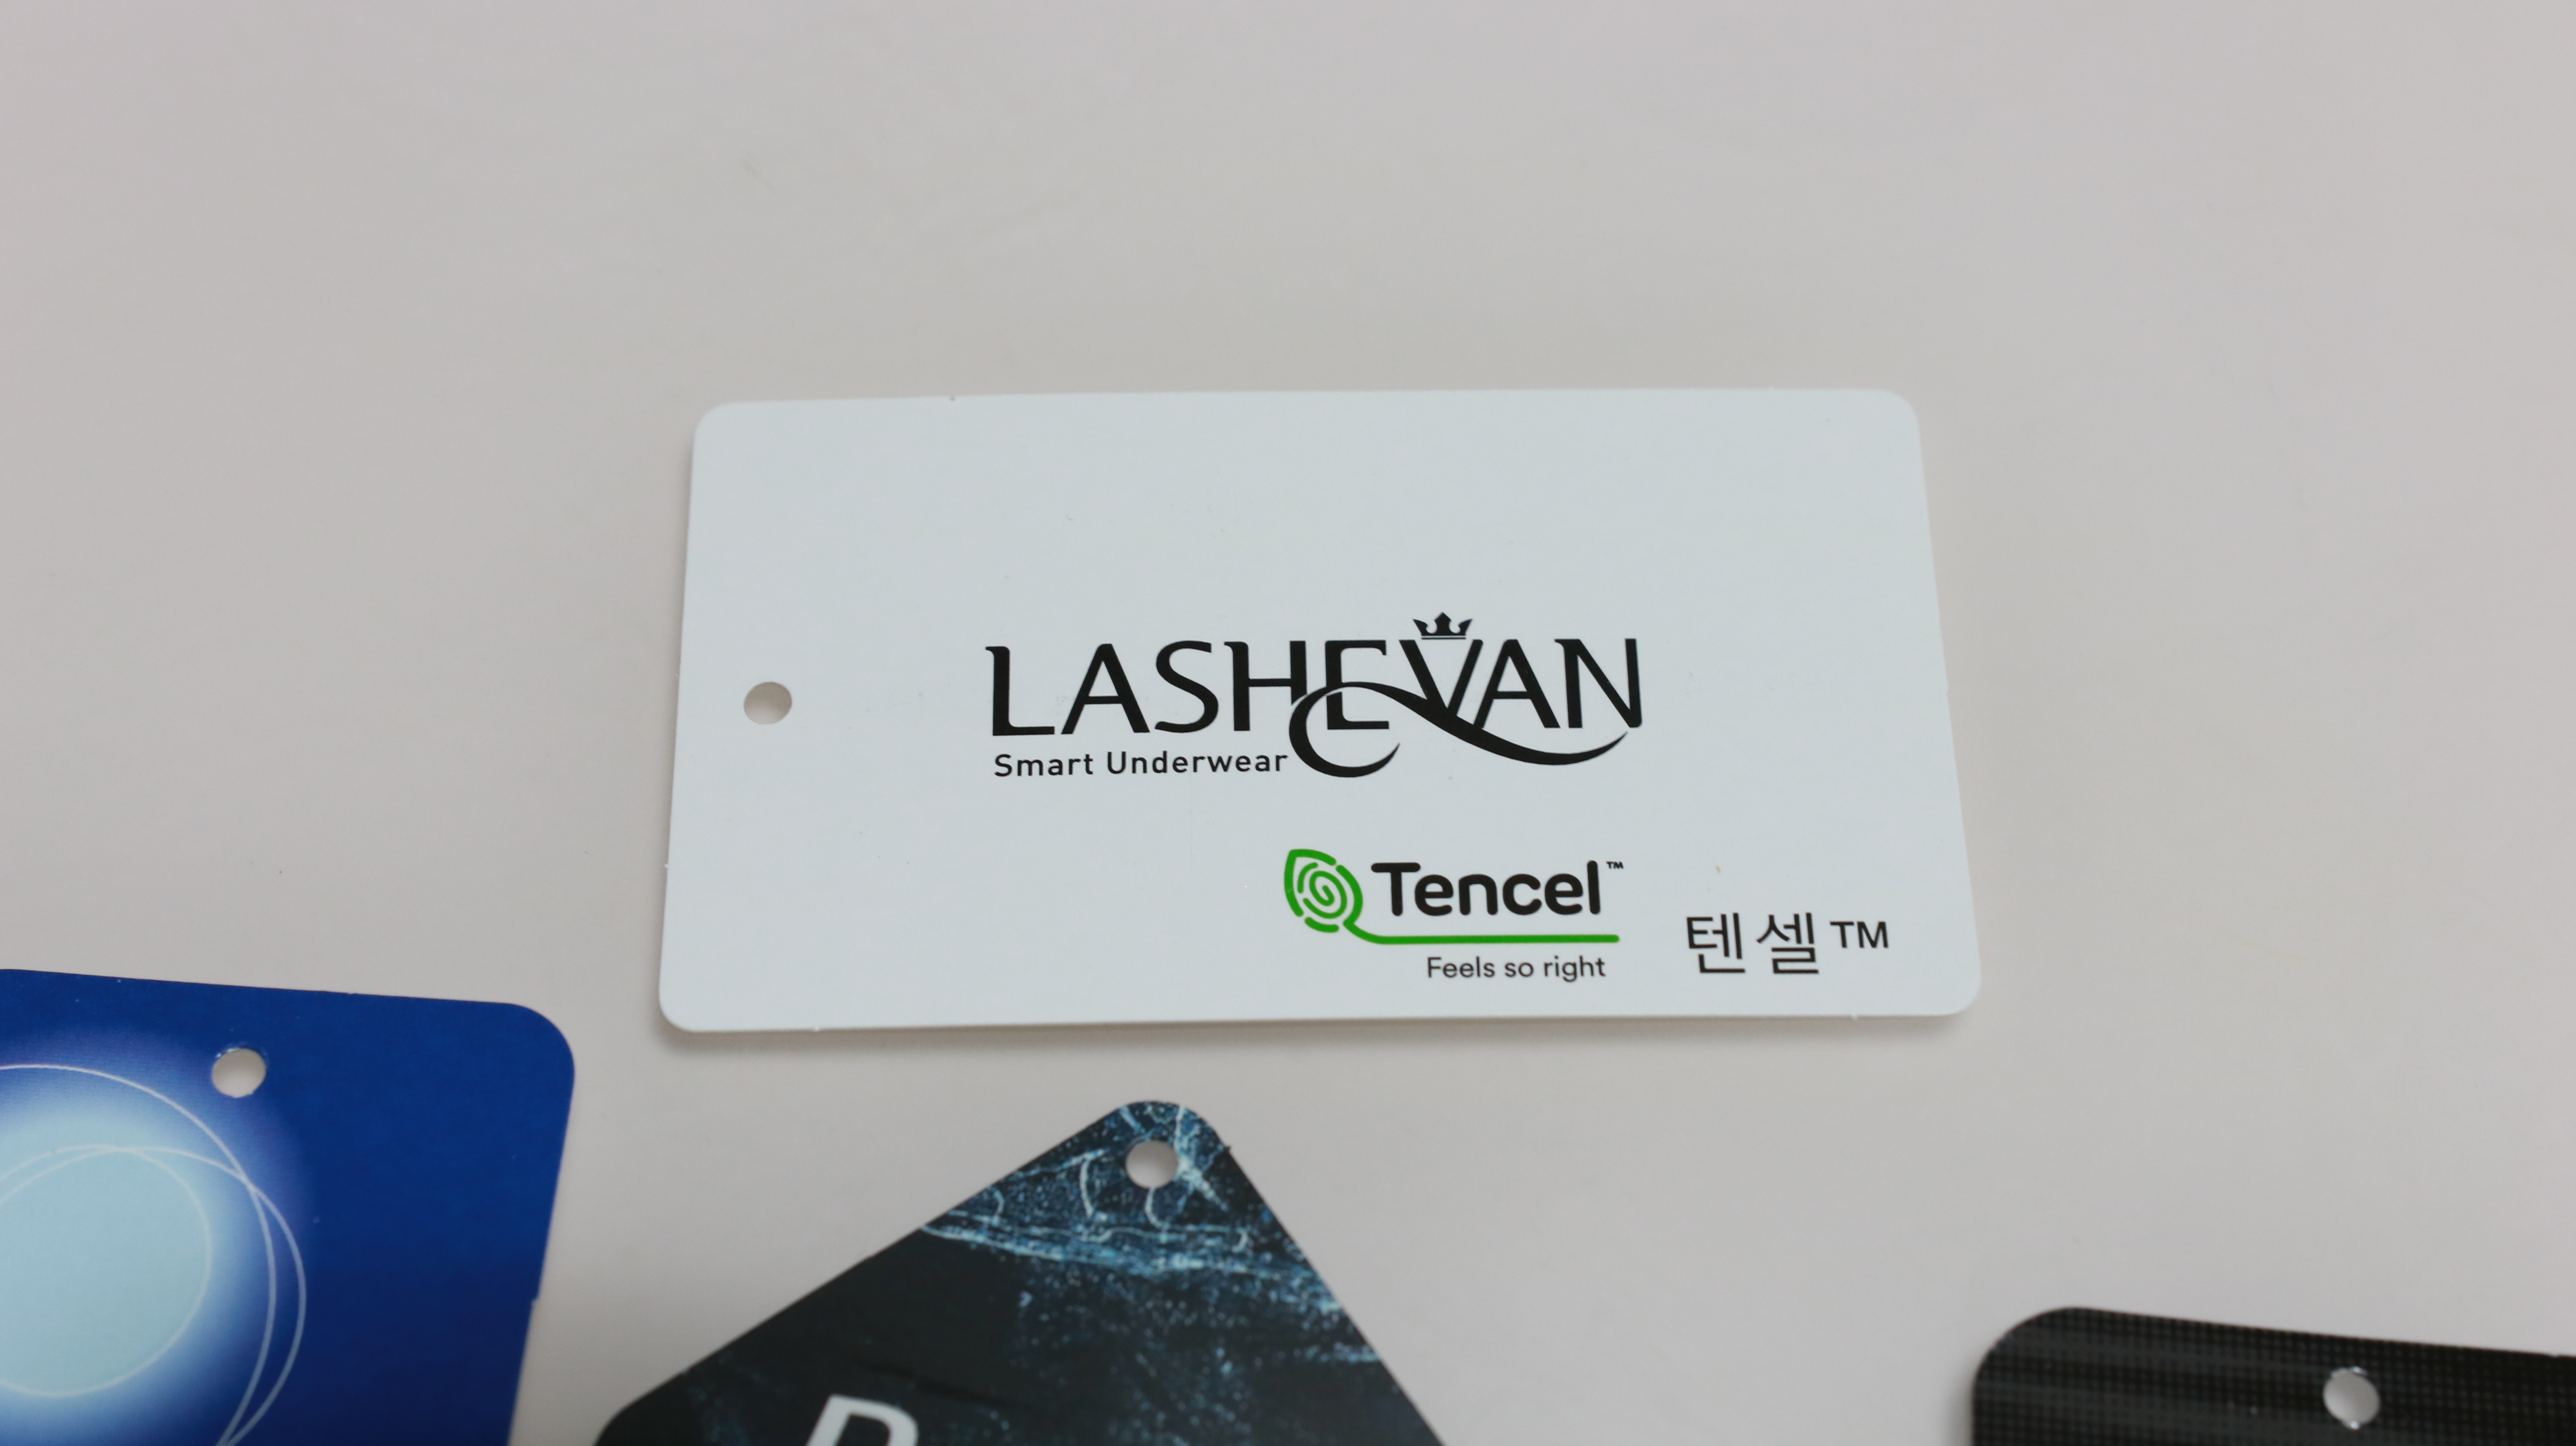 LASHEVAN
Smart Underwear
Tencel™
Feels so right
텐셀™